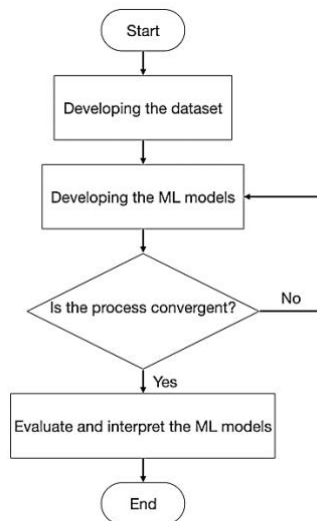 Start
Developing the dataset
Developing the ML models
Is the process convergent?
No
Yes
Evaluate and interpret the ML models
End